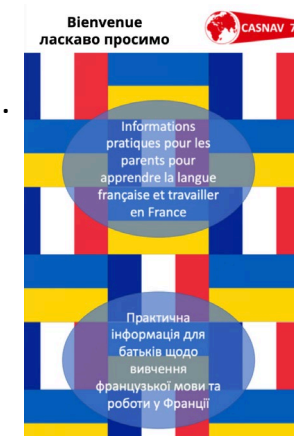 Bienvenue
ласкаво просимо
CASNAV 7
Informations
pratiques pour les
parents pour
apprendre la langue
française et travailler
en France
Практична
інформація для
батьків щодо
вивчення
французької мови та
роботи у Франції